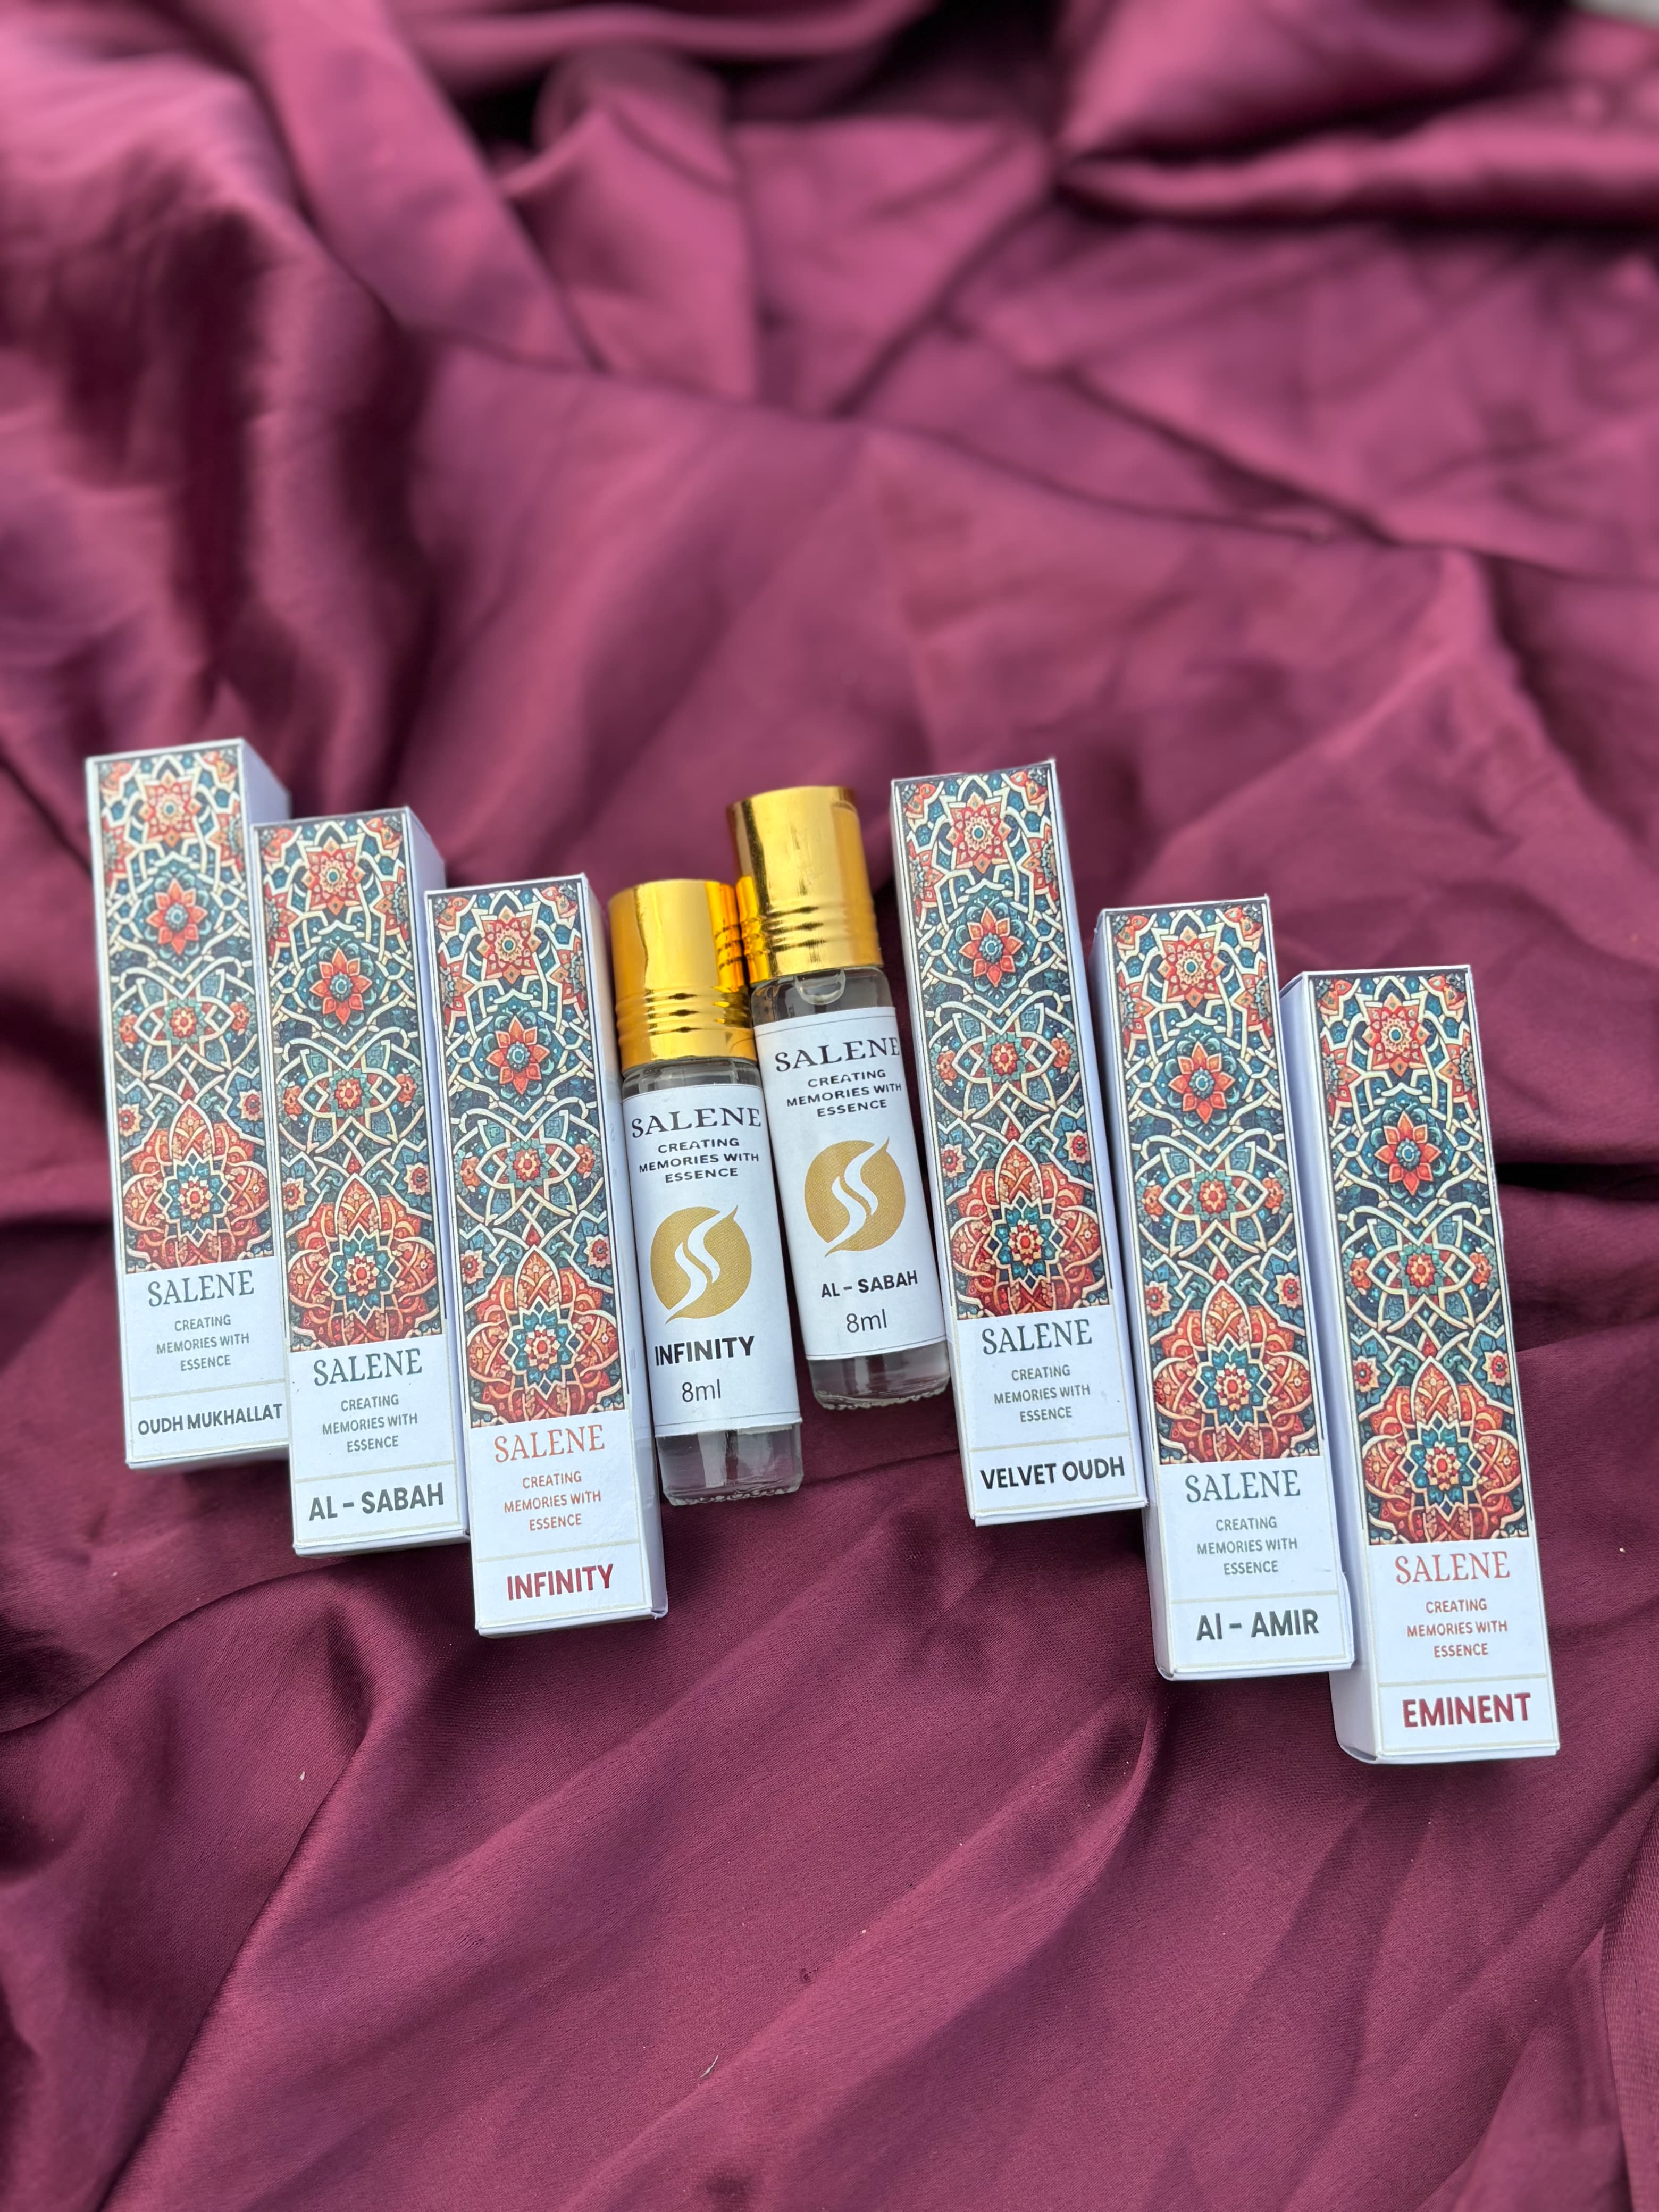 SALENE
CREATING
MEMORIES WITH
ESSENCE
OUDH MUKHALLAT
SALENE
CREATING
MEMORIES WITH
ESSENCE
AL - SABAH
SALENE
CREATING
MEMORIES WITH
ESSENCE
INFINITY
SALENE
CREATING
MEMORIES WITH
ESSENCE
INFINITY
8ml
SALENE
CREATING
MEMORIES WITH
ESSENCE
AL - SABAH
8ml
SALENE
CREATING
MEMORIES WITH
ESSENCE
VELVET OUDH
SALENE
CREATING
MEMORIES WITH
ESSENCE
Al - AMIR
SALENE
CREATING
MEMORIES WITH
ESSENCE
EMINENT